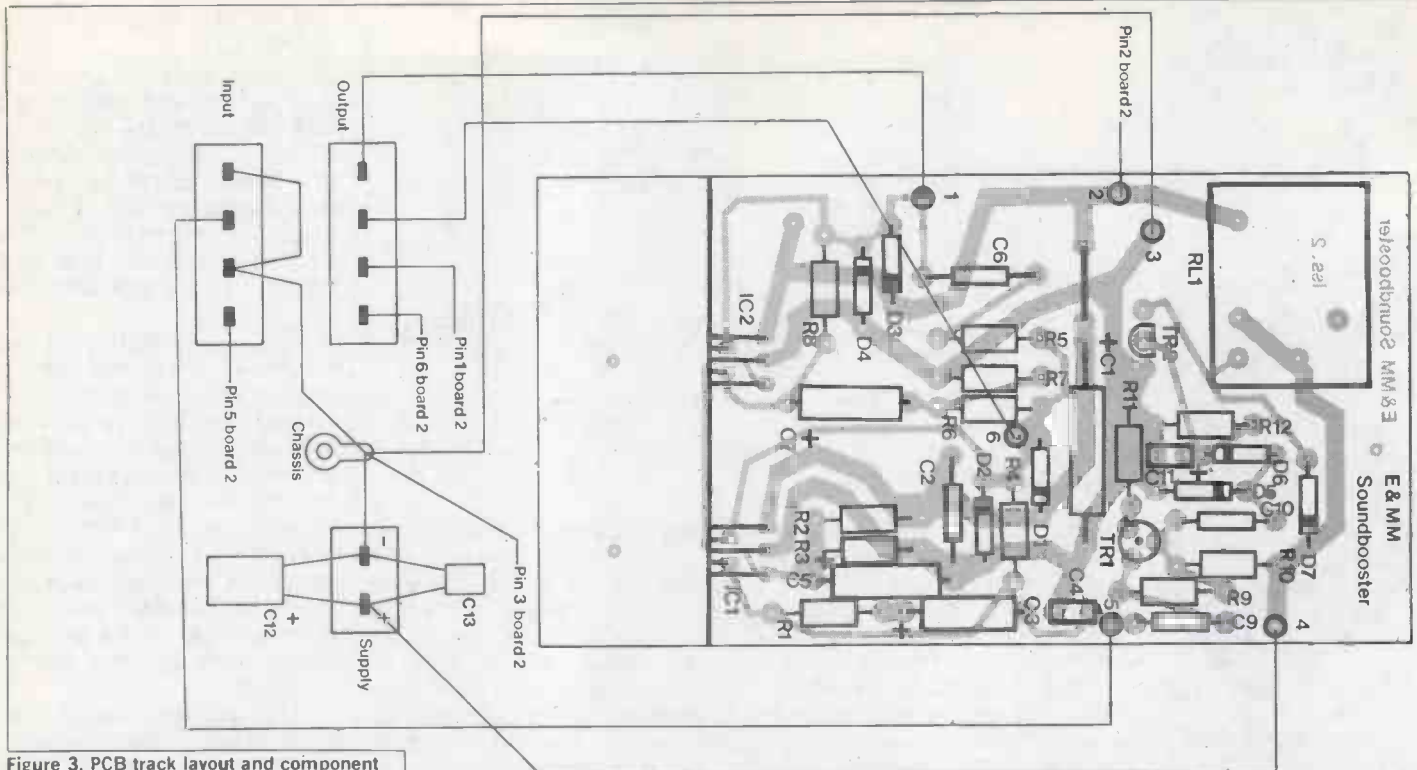 Input
Output
Pin 5 board 2
Pin 6 board 2
Pin 1 board 2
Chassis
Pin 3 board 2
C12
+
-
+
Supply
C13
Pin2 board 2
1
2
3
RL1
Iss. 2
E&MM Soundbooster
E & MM
Soundbooster
IC2
R8
D4
D3
C6
R5
R7
R6
6
+
C1
R11
R12
D6
C11
+
C10
D7
R10
TR1
R9
C9
4
5
C4
C3
D1
R4
D2
C2
+
R2
R3
C5
IC1
R1
+
Figure 3. PCB track layout and component